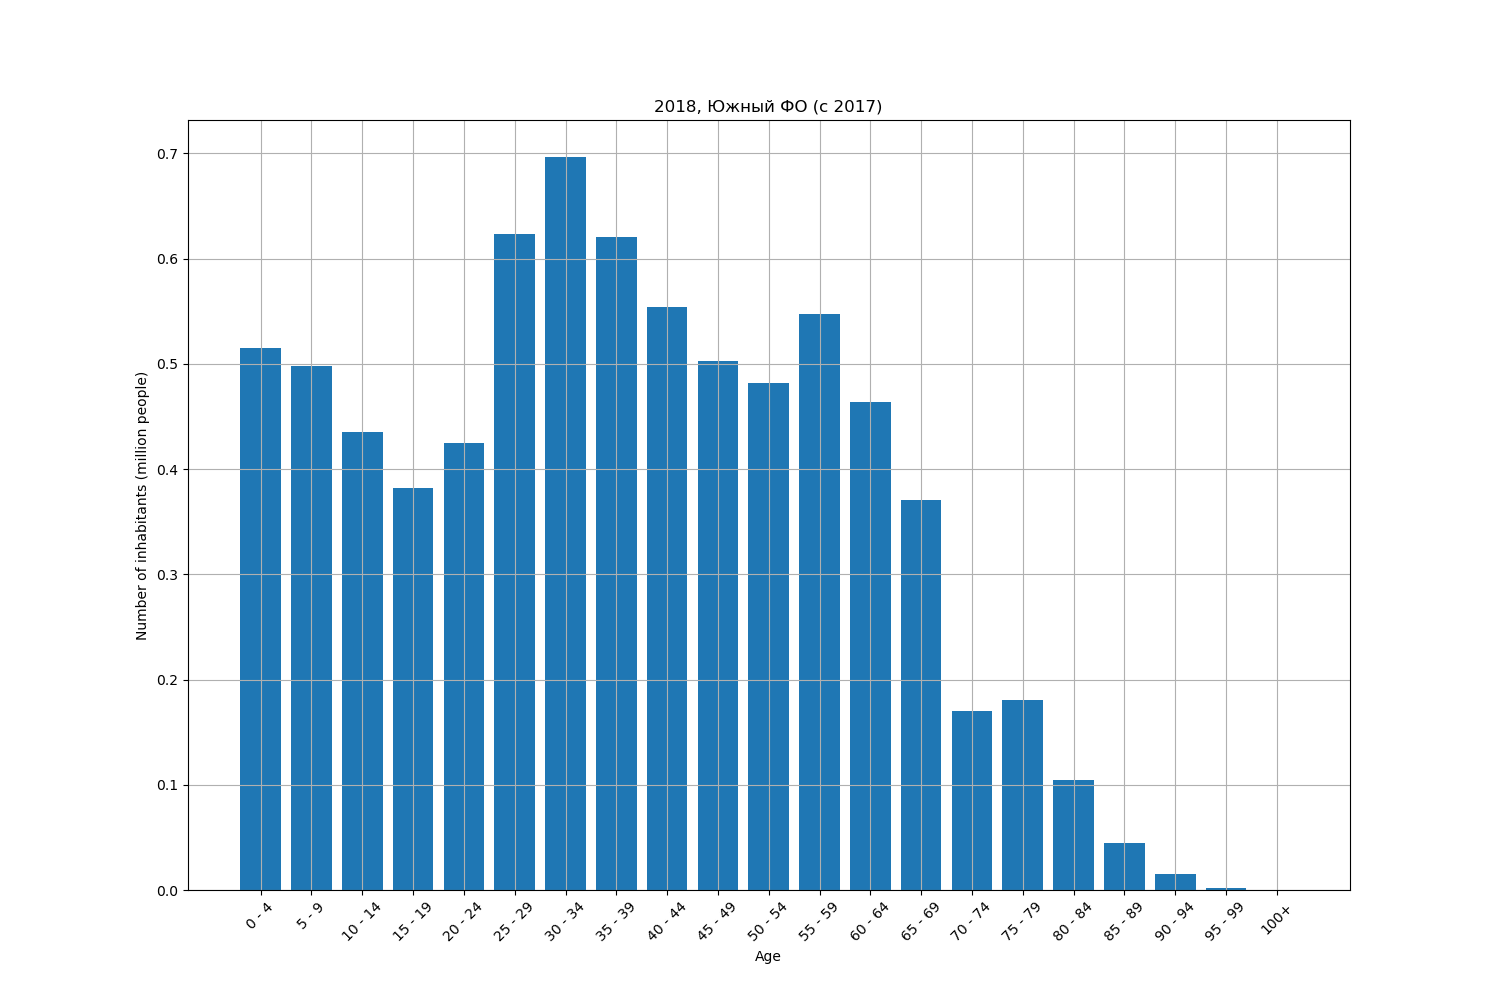 2018, Южный ФО (с 2017)
Number of inhabitants (million people)
0.7
0.6
0.5
0.4
0.3
0.2
0.1
0.0
0 - 4
5 - 9
10 - 14
15 - 19
20 - 24
25 - 29
30 - 34
35 - 39
40 - 44
45 - 49
50 - 54
55 - 59
60 - 64
65 - 69
70 - 74
75 - 79
80 - 84
85 - 89
90 - 94
95 - 99
100+
Age